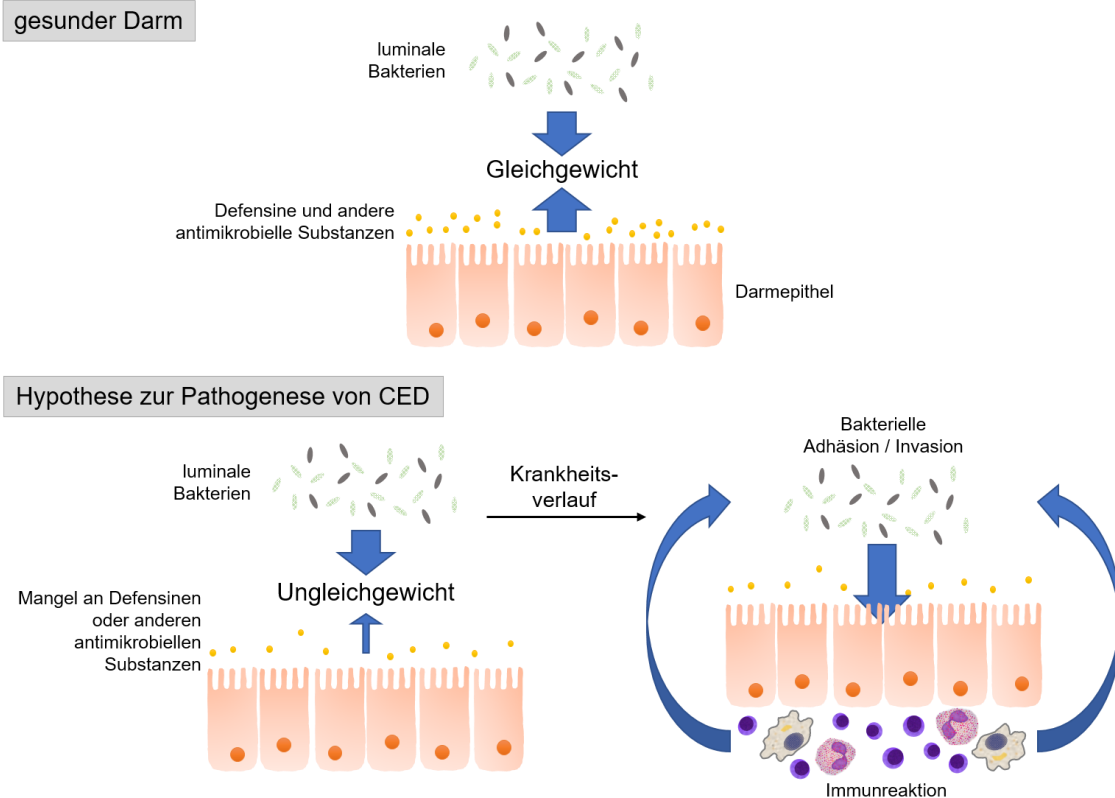 gesunder Darm
luminale
Bakterien
Gleichgewicht
Defensine und andere
antimikrobielle Substanzen
Darmepithel
Hypothese zur Pathogenese von CED
luminale
Bakterien
Krankheits-
verlauf
Bakterielle
Adhäsion / Invasion
Ungleichgewicht
Mangel an Defensinen
oder anderen
antimikrobiellen
Substanzen
Immunreaktion